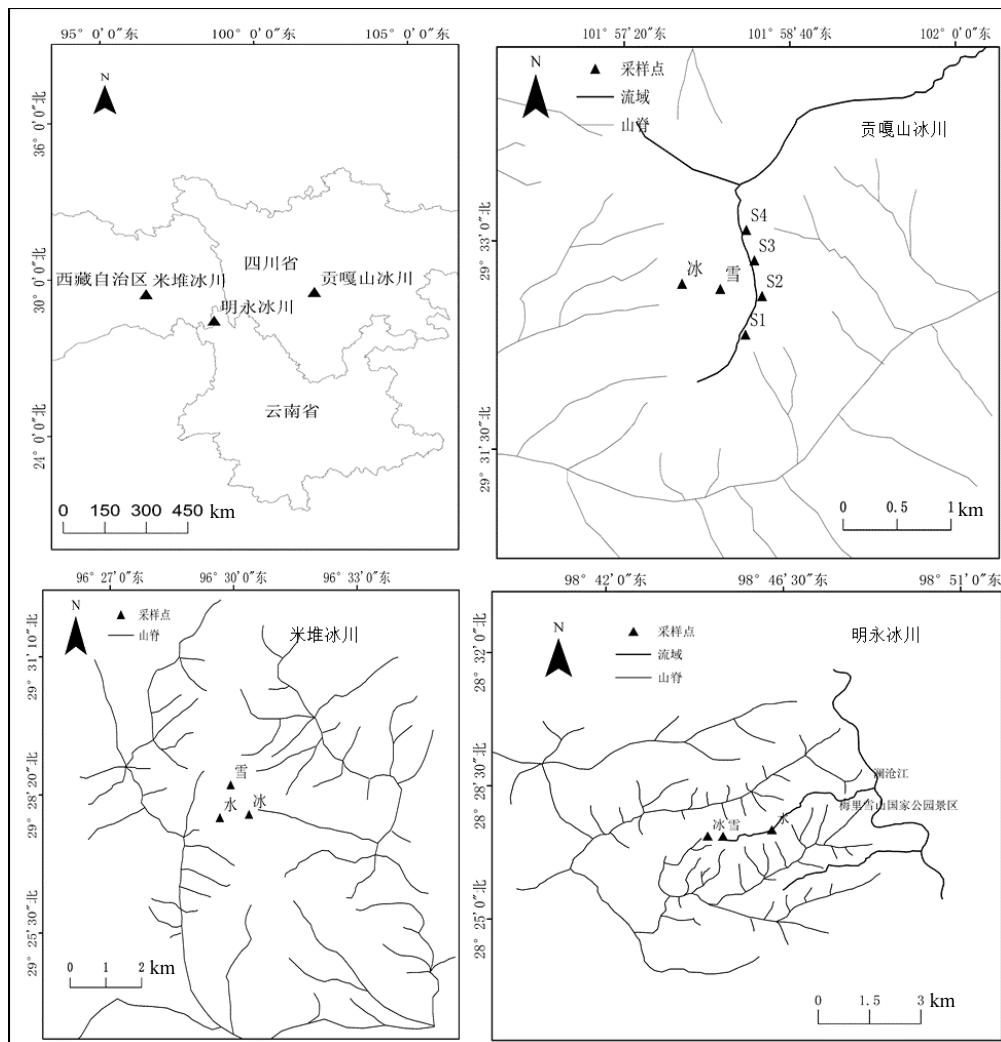 95° 0′0″东
100° 0′0″东
105° 0′0″东
N
36° 0′0″北
30° 0′0″北
24° 0′0″北
四川省
西藏自治区
米堆冰川
贡嘎山冰川
明永冰川
云南省
0 150 300 450 km
101° 57′20″东
101° 58′40″东
102° 0′0″东
N
采样点
流域
山脊
贡嘎山冰川
29° 33′0″北
29° 31′30″北
S4
S3
冰
雪
S2
S1
0 0.5 1 km
96° 27′0″东
96° 30′0″东
96° 33′0″东
N
采样点
山脊
米堆冰川
29° 31′0″北
29° 28′20″北
29° 25′30″北
雪
水
冰
0 1 2 km
98° 42′0″东
98° 46′30″东
98° 51′0″东
N
采样点
流域
山脊
明永冰川
28° 32′0″北
28° 28′30″北
28° 25′0″北
澜沧江
梅里雪山国家公园景区
冰
雪
水
0 1.5 3 km